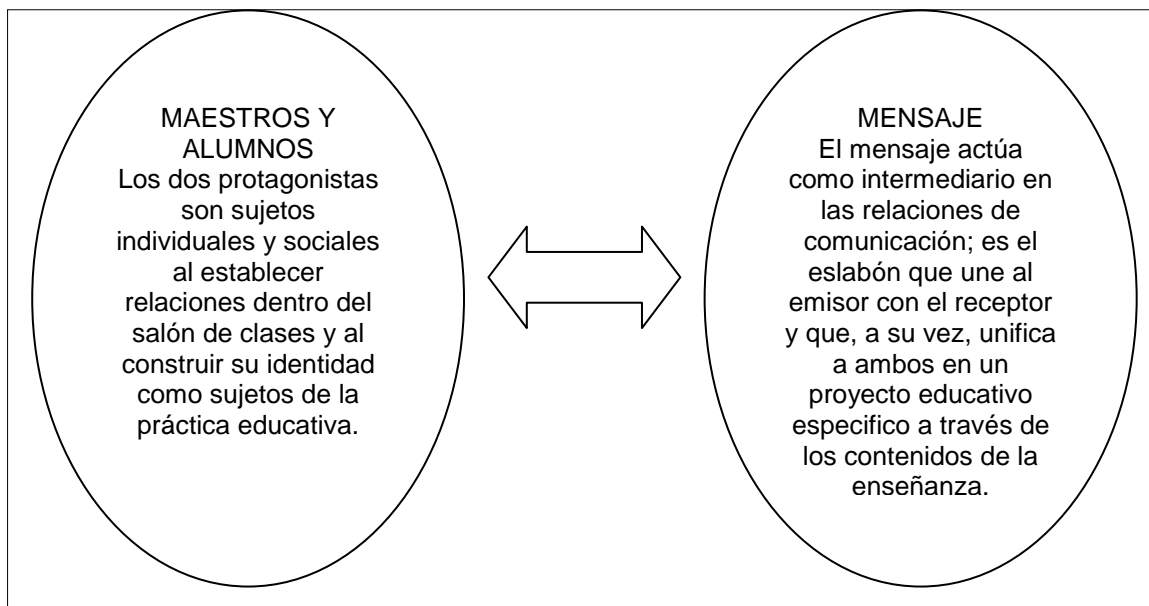 MAESTROS Y
ALUMNOS
Los dos protagonistas
son sujetos
individuales y sociales
al establecer
relaciones dentro del
salón de clases y al
construir su identidad
como sujetos de la
práctica educativa.
MENSAJE
El mensaje actúa
como intermediario en
las relaciones de
comunicación; es el
eslabón que une al
emisor con el receptor
y que, a su vez, unifica
a ambos en un
proyecto educativo
especifico a través de
los contenidos de la
enseñanza.